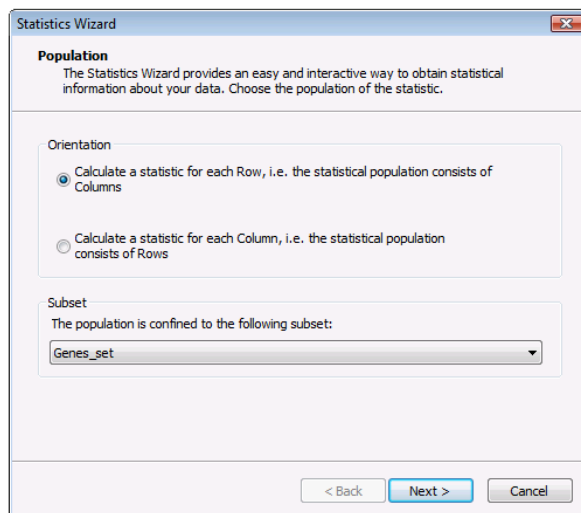 Statistics Wizard
Population
The Statistics Wizard provides an easy and interactive way to obtain statistical
information about your data. Choose the population of the statistic.
Orientation
Calculate a statistic for each Row, i.e. the statistical population consists of
Columns
Calculate a statistic for each Column, i.e. the statistical population
consists of Rows
Subset
The population is confined to the following subset:
Genes_set
< Back Next > Cancel